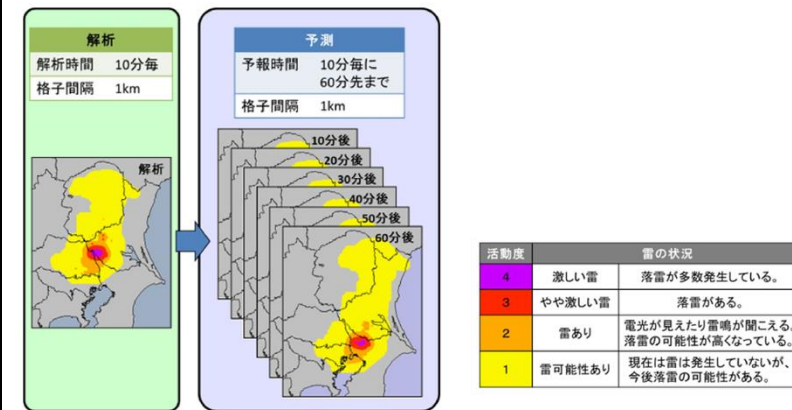 解析
解析時間 10分毎
格子間隔 1km
解析
予測
予報時間 10分毎に
60分先まで
格子間隔 1km
10分後
20分後
30分後
40分後
50分後
60分後
活動度 雷の状況
4 激しい雷 落雷が多数発生している。
3 やや激しい雷 落雷がある。
2 雷あり 電光が見えたり雷鳴が聞こえる。
落雷の可能性が高くなっている。
1 雷可能性あり 現在は雷は発生していないが、
今後落雷の可能性がある。